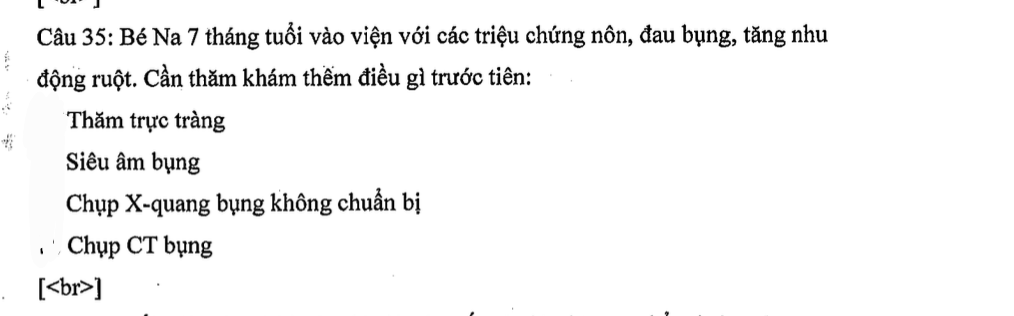 Câu 35: Bé Na 7 tháng tuổi vào viện với các triệu chứng nôn, đau bụng, tăng nhu
động ruột. Cần thăm khám thêm điều gì trước tiên:
Thăm trực tràng
Siêu âm bụng
Chụp X-quang bụng không chuẩn bị
Chụp CT bụng
[<br>]